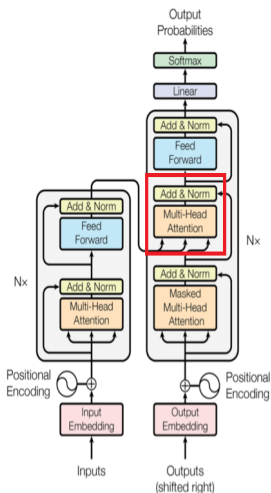 Output
Probabilities
Softmax
Linear
Add & Norm
Feed
Forward
Add & Norm
Multi-Head
Attention
Add & Norm
Masked
Multi-Head
Attention
N×
Add & Norm
Feed
Forward
Add & Norm
Multi-Head
Attention
N×
Positional
Encoding
Positional
Encoding
Input
Embedding
Output
Embedding
Inputs
Outputs
(shifted right)